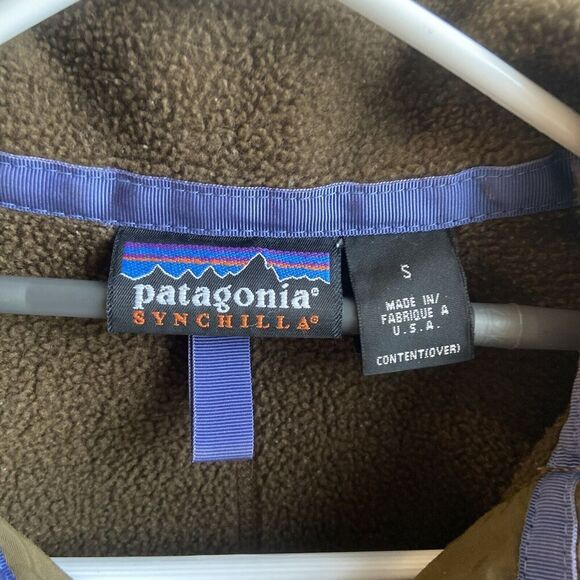 patagonia®
SYNCHILLA®
S
MADE IN/
FABRIQUE A
U.S.A.
CONTENT(OVER)